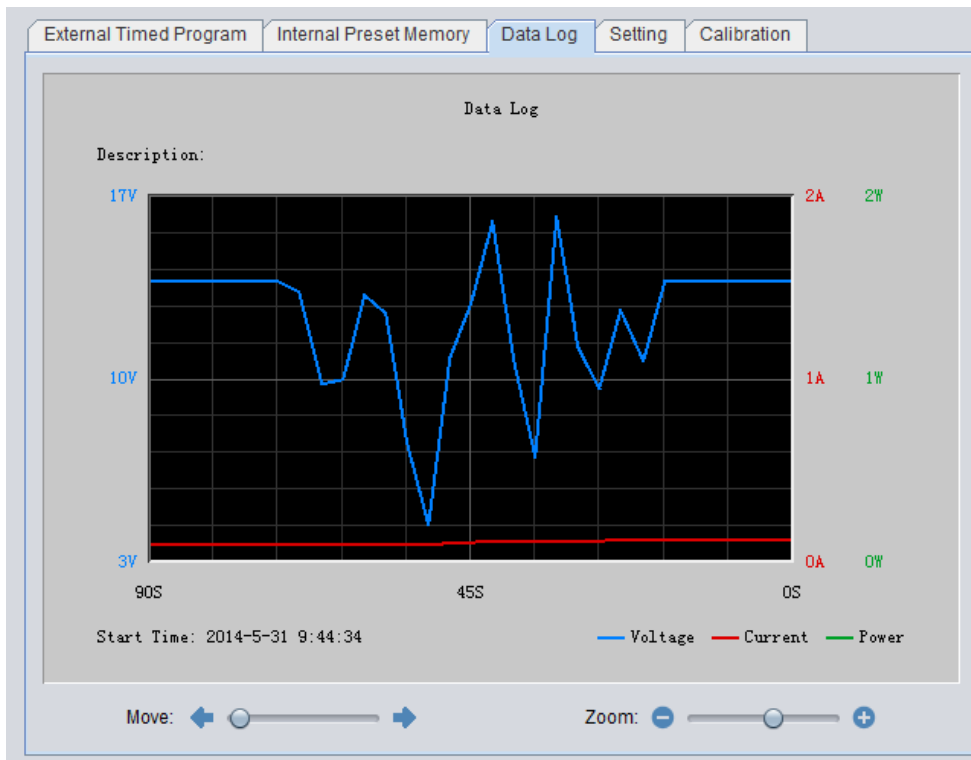 External Timed Program Internal Preset Memory Data Log Setting Calibration
Data Log
Description:
17V 2A 2W
10V 1A 1W
3V 0A 0W
90S 45S 0S
Start Time: 2014-5-31 9:44:34 Voltage Current Power
Move: Zoom: